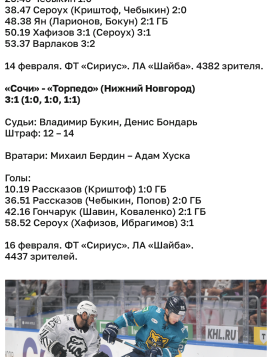 38.47 Сероух (Криштоф, Чебыкин) 2:0
48.38 Ян (Ларионов, Бокун) 2:1 ГБ
50.19 Хафизов 3:1 (Сероух) 3:1
53.37 Варлаков 3:2
14 февраля. ФТ «Сириус». ЛА «Шайба». 4382 зрителя.
«Сочи» - «Торпедо» (Нижний Новгород)
3:1 (1:0, 1:0, 1:1)
Судьи: Владимир Букин, Денис Бондарь
Штраф: 12 – 14
Вратари: Михаил Бердин – Адам Хуска
Голы:
10.19 Рассказов (Криштоф) 1:0 ГБ
36.51 Рассказов (Чебыкин, Попов) 2:0 ГБ
42.16 Гончарук (Шавин, Коваленко) 2:1 ГБ
58.52 Сероух (Хафизов, Ибрагимов) 3:1
16 февраля. ФТ «Сириус». ЛА «Шайба».
4437 зрителей.
KHL.RU